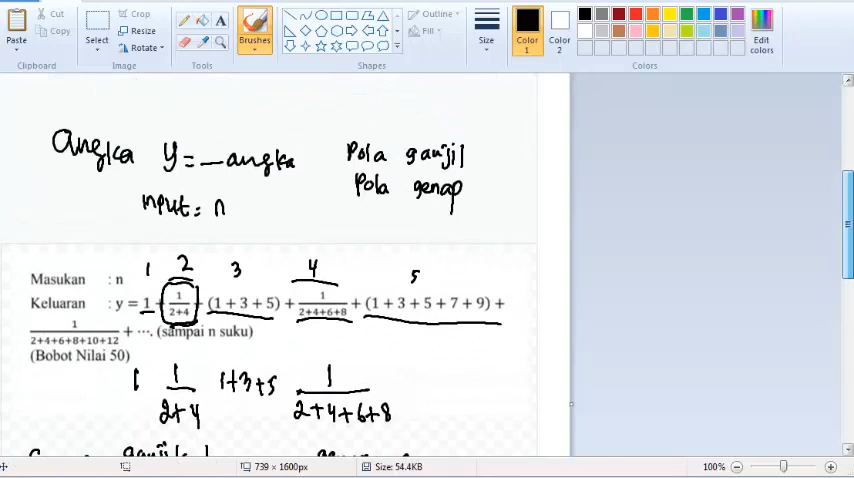 Cut
Crop
Outline
Copy
Resize
Fill
Paste
Select
Rotate
Brushes
Size
Color 1
Color 2
Edit colors
Clipboard
Image
Tools
Shapes
Colors
Angka y = _ angka Pola ganjil
Pola genap
input = n
1 2 3 4 5
Masukan : n
Keluaran : y = 1 + 1/(2+4) + (1 + 3 + 5) + 1/(2+4+6+8) + (1 + 3 + 5 + 7 + 9) +
1/(2+4+6+8+10+12) + .... (sampai n suku)
(Bobot Nilai 50)
1 1/(2+4) 1+3+5 1/(2+4+6+8)
739 × 1600px
Size: 54.4KB
100%